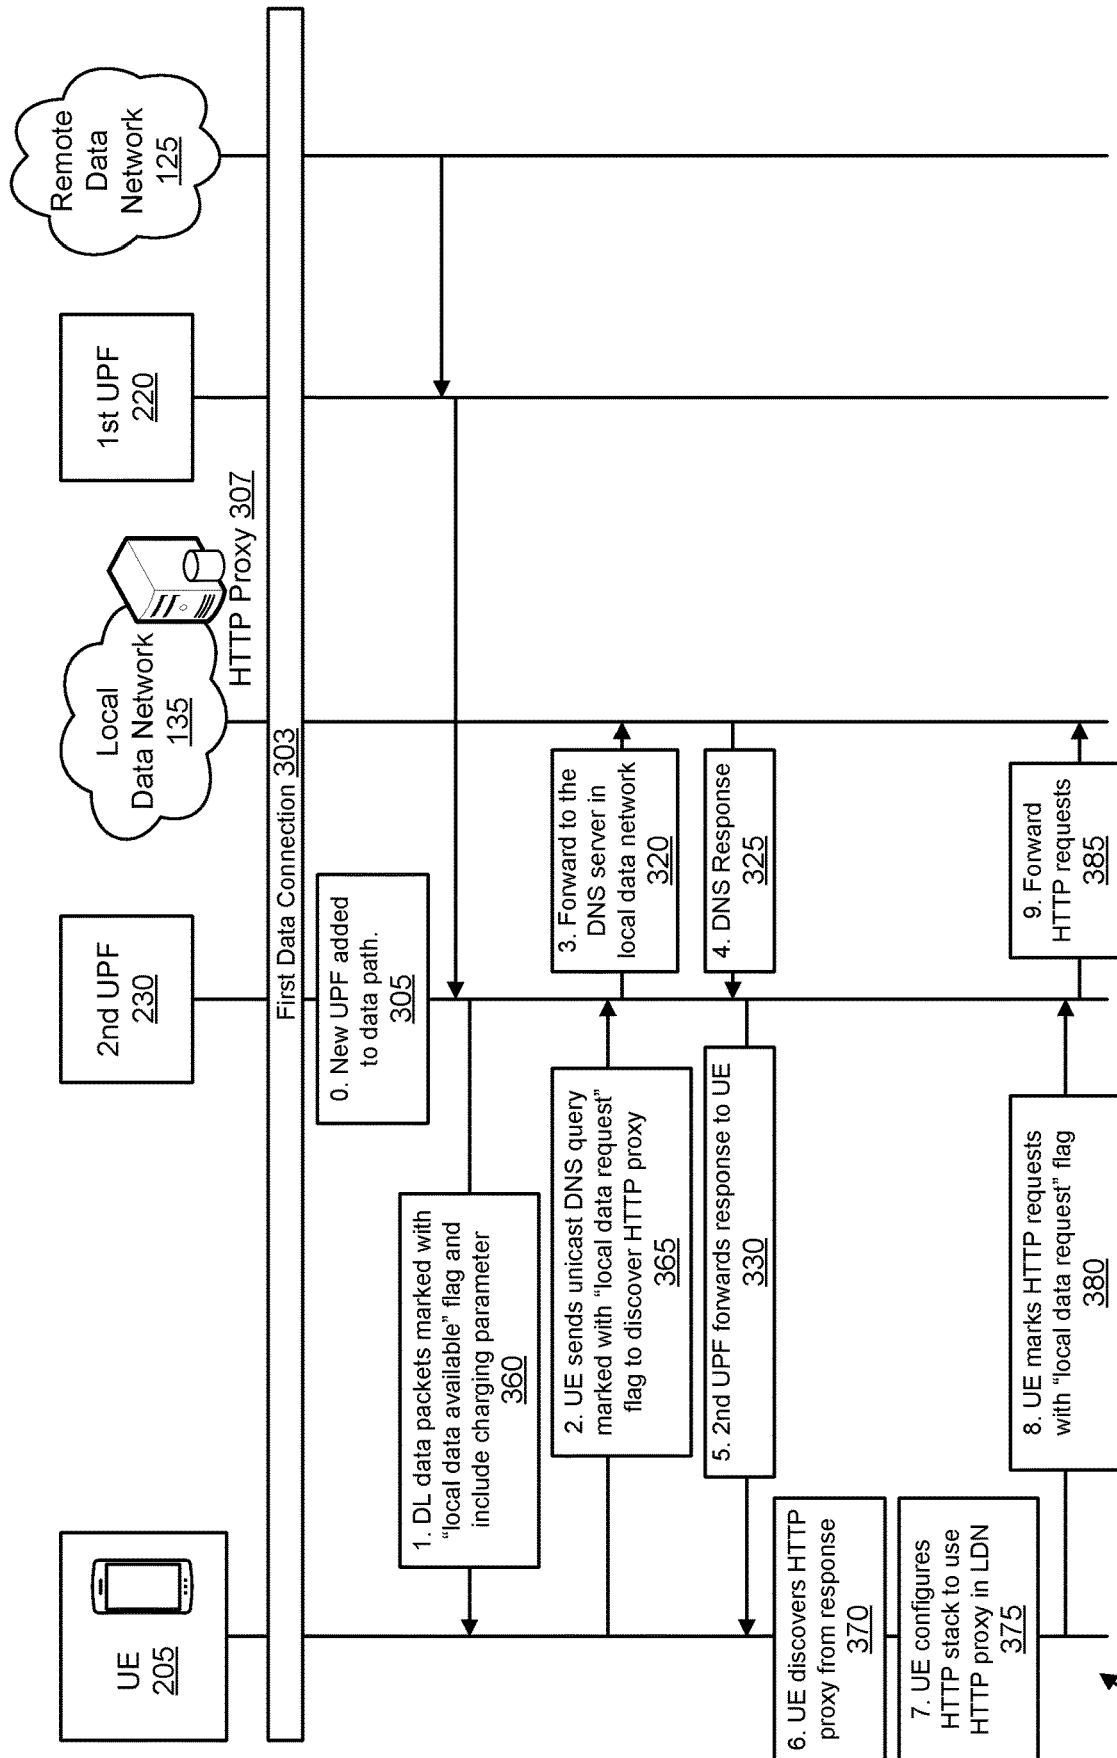 UE
205
2nd UPF
230
Local
Data Network
135
HTTP Proxy 307
1st UPF
220
Remote
Data
Network
125
First Data Connection 303
0. New UPF added
to data path.
305
1. DL data packets marked with
“local data available” flag and
include charging parameter
360
2. UE sends unicast DNS query
marked with “local data request”
flag to discover HTTP proxy
365
3. Forward to the
DNS server in
local data network
320
4. DNS Response
325
5. 2nd UPF forwards response to UE
330
6. UE discovers HTTP
proxy from response
370
7. UE configures
HTTP stack to use
HTTP proxy in LDN
375
8. UE marks HTTP requests
with “local data request” flag
380
9. Forward
HTTP requests
385